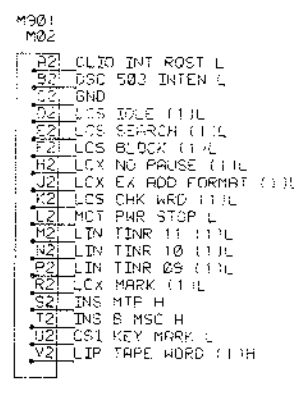 M901
M02
A2 CLIO INT RQST L
B2 DSC 503 INTEN L
C2 GND
D2 LCS IDLE (1)L
E2 LCS SEARCH (1)L
F2 LCS BLOCK (1)L
H2 LCX NO PAUSE (1)L
J2 LCX EX ADD FORMAT (1)L
K2 LCS CHK WRD (1)L
L2 MCT PWR STOP L
M2 LIN TINR 11 (1)L
N2 LIN TINR 10 (1)L
P2 LIN TINR 09 (1)L
R2 LCX MARK (1)L
S2 INS MTP H
T2 INS B MSC H
U2 CS1 KEY MARK L
V2 LIP TAPE WORD (1)H